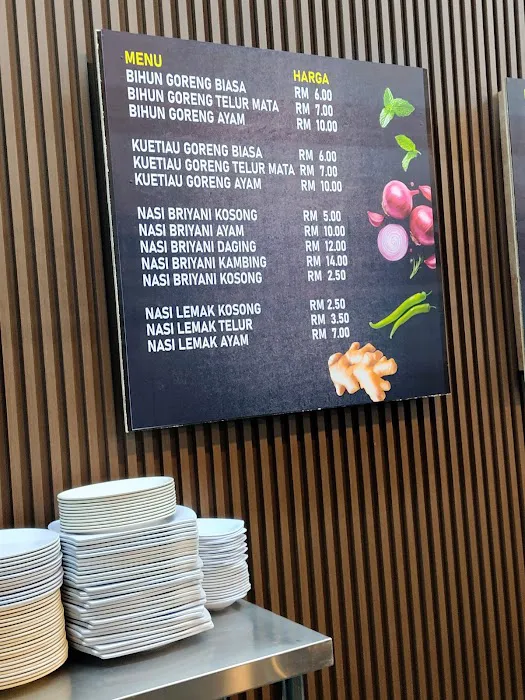 MENU HARGA
BIHUN GORENG BIASA RM 6.00
BIHUN GORENG TELUR MATA RM 7.00
BIHUN GORENG AYAM RM 10.00
KUETIAU GORENG BIASA RM 6.00
KUETIAU GORENG TELUR MATA RM 7.00
KUETIAU GORENG AYAM RM 10.00
NASI BRIYANI KOSONG RM 5.00
NASI BRIYANI AYAM RM 10.00
NASI BRIYANI DAGING RM 12.00
NASI BRIYANI KAMBING RM 14.00
NASI BRIYANI KOSONG RM 2.50
NASI LEMAK KOSONG RM 2.50
NASI LEMAK TELUR RM 3.50
NASI LEMAK AYAM RM 7.00